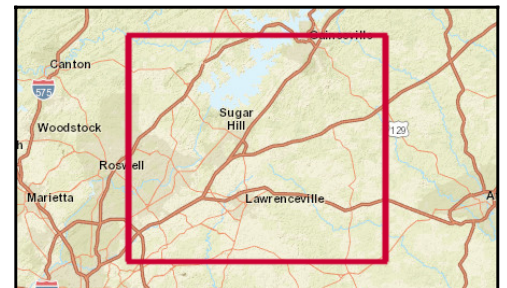 Gainesville
Canton
575
Sugar
Hill
Woodstock
129
h
Roswell
Marietta
Lawrenceville
A